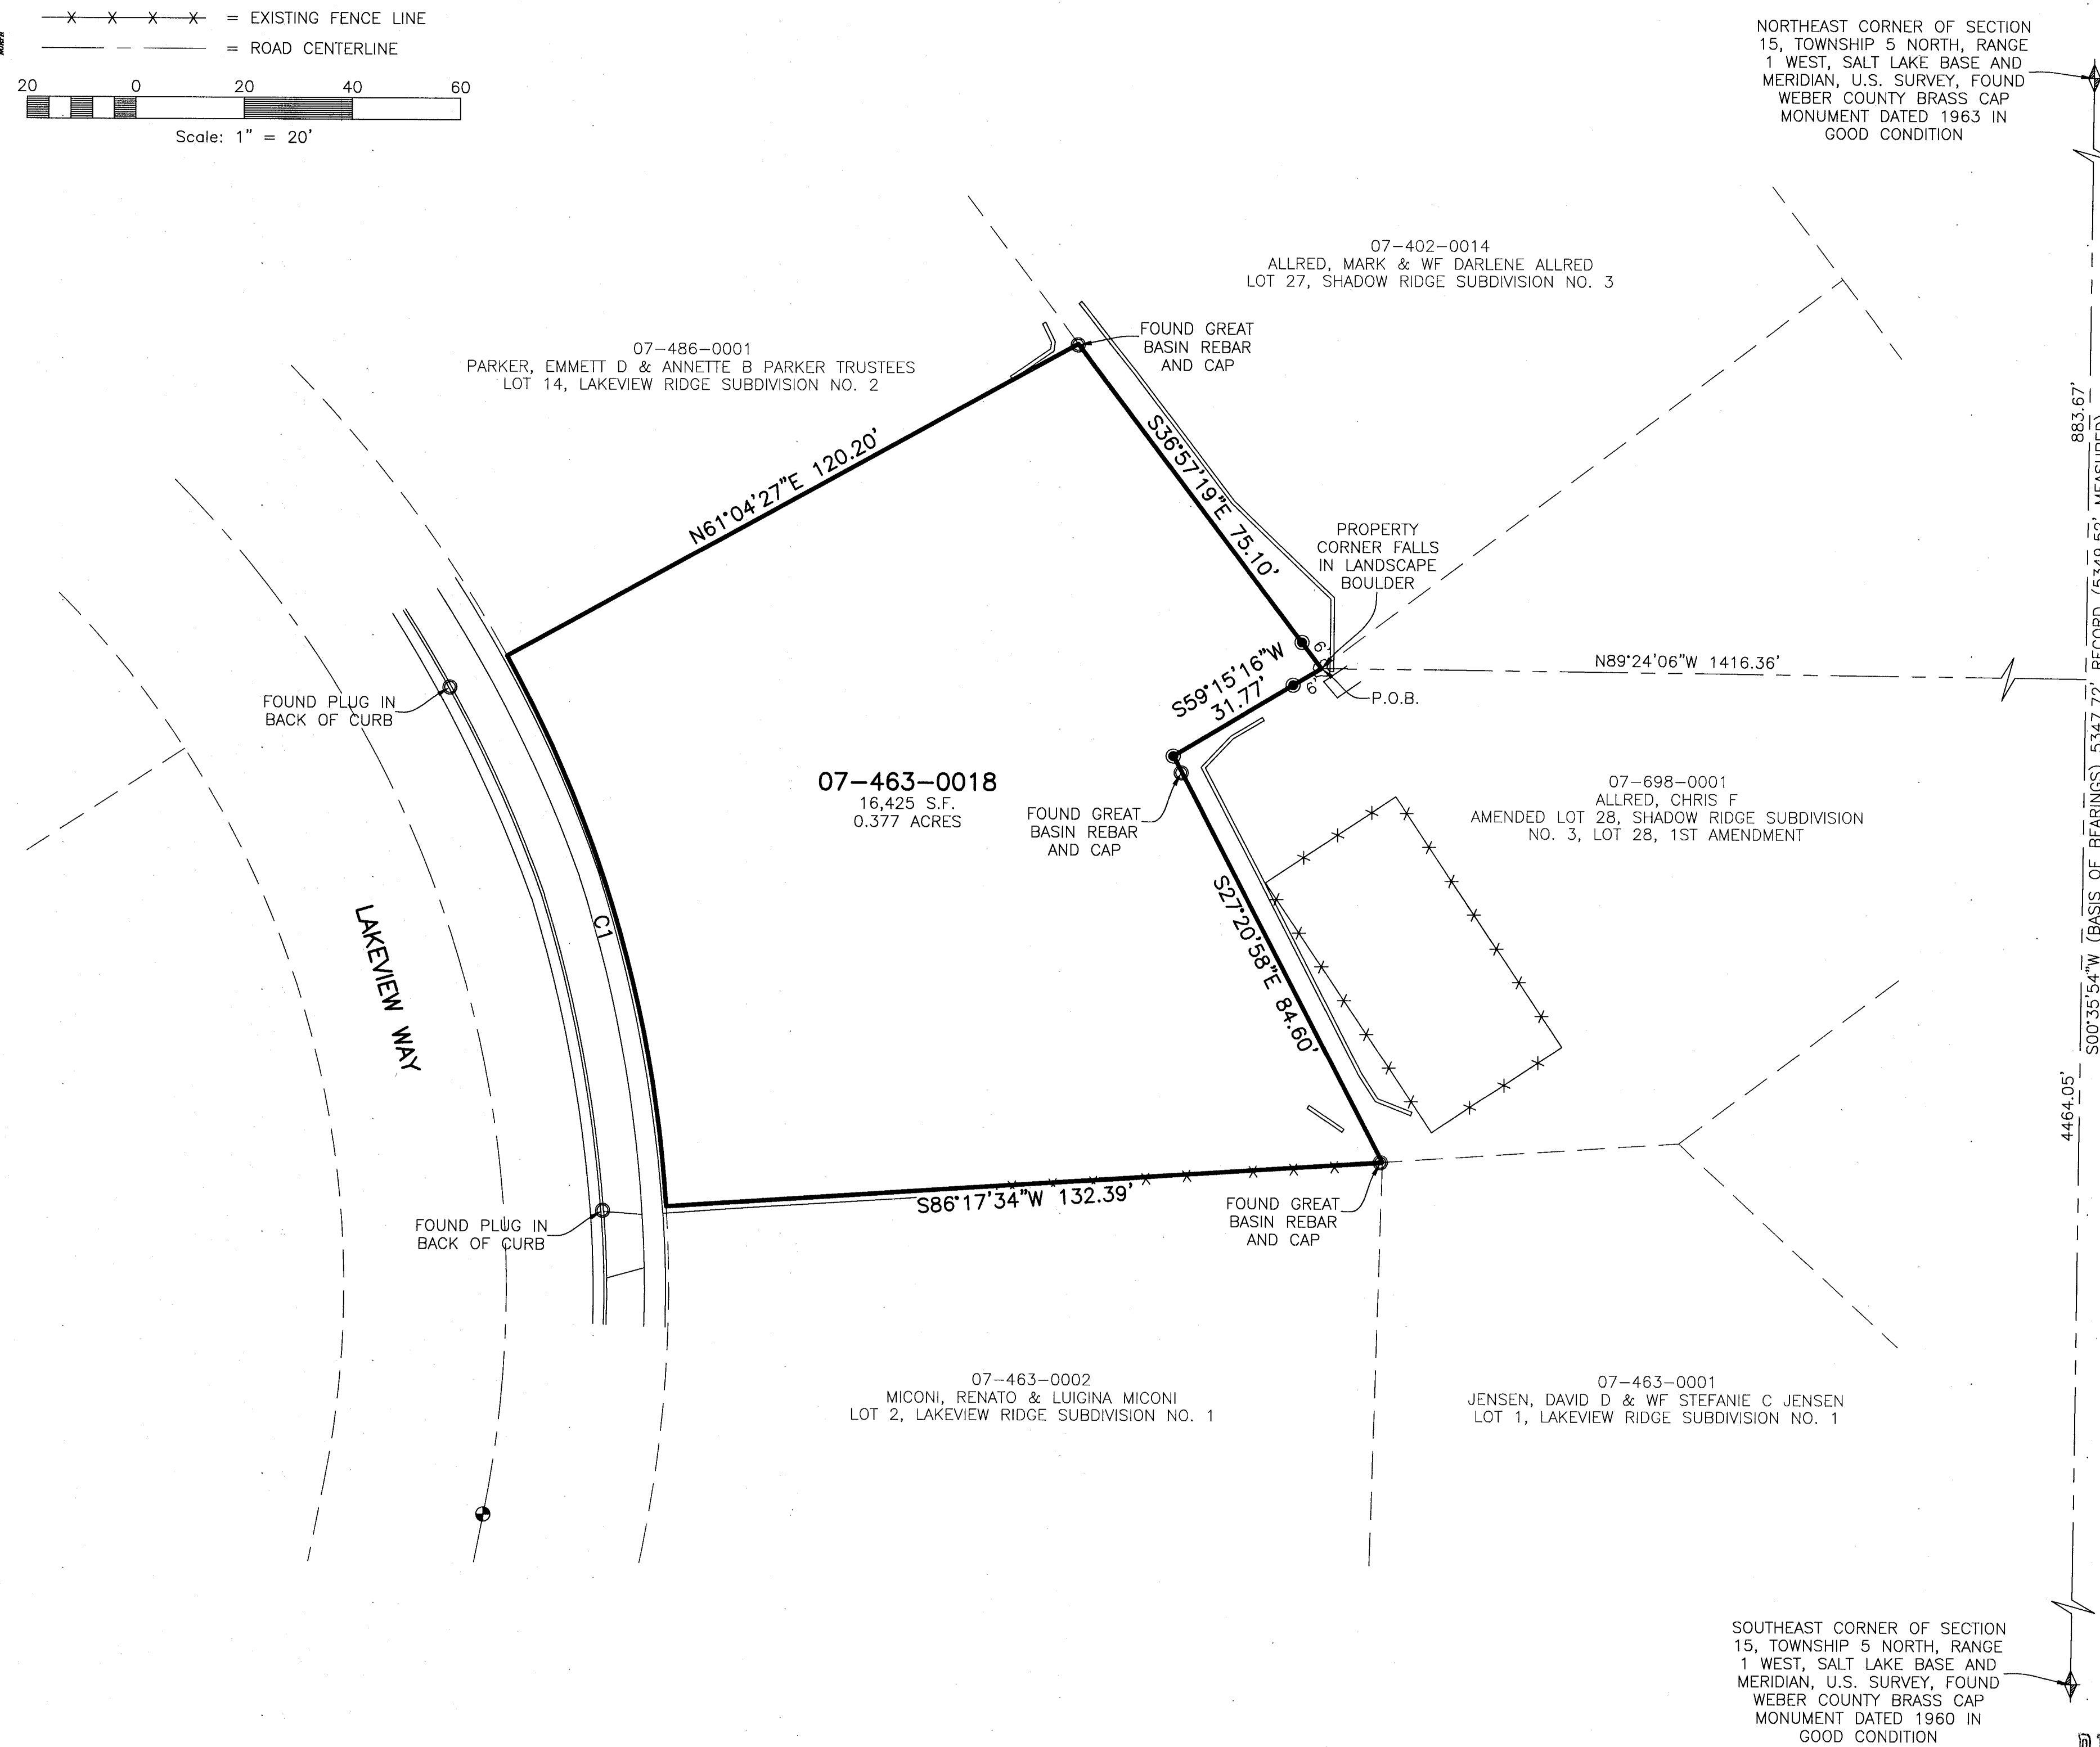 = EXISTING FENCE LINE
= ROAD CENTERLINE
20 0 20 40 60
Scale: 1" = 20'
NORTHEAST CORNER OF SECTION
15, TOWNSHIP 5 NORTH, RANGE
1 WEST, SALT LAKE BASE AND
MERIDIAN, U.S. SURVEY, FOUND
WEBER COUNTY BRASS CAP
MONUMENT DATED 1963 IN
GOOD CONDITION
07-402-0014
ALLRED, MARK & WF DARLENE ALLRED
LOT 27, SHADOW RIDGE SUBDIVISION NO. 3
FOUND GREAT
BASIN REBAR
AND CAP
07-486-0001
PARKER, EMMETT D & ANNETTE B PARKER TRUSTEES
LOT 14, LAKEVIEW RIDGE SUBDIVISION NO. 2
883.67'
N61°04'27"E 120.20'
S36°57'19"E 75.10'
PROPERTY
CORNER FALLS
IN LANDSCAPE
BOULDER
6'
6'
S59°15'16"W
31.77'
N89°24'06"W 1416.36'
P.O.B.
FOUND PLUG IN
BACK OF CURB
07-463-0018
16,425 S.F.
0.377 ACRES
FOUND GREAT
BASIN REBAR
AND CAP
07-698-0001
ALLRED, CHRIS F
AMENDED LOT 28, SHADOW RIDGE SUBDIVISION
NO. 3, LOT 28, 1ST AMENDMENT
S00°35'54"W (BASIS OF BEARINGS) 5347.72' RECORD (5349.52' MEASURED)
C1
LAKEVIEW WAY
S27°20'58"E 84.60'
4464.05'
S86°17'34"W 132.39'
FOUND PLUG IN
BACK OF CURB
FOUND GREAT
BASIN REBAR
AND CAP
07-463-0002
MICONI, RENATO & LUIGINA MICONI
LOT 2, LAKEVIEW RIDGE SUBDIVISION NO. 1
07-463-0001
JENSEN, DAVID D & WF STEFANIE C JENSEN
LOT 1, LAKEVIEW RIDGE SUBDIVISION NO. 1
SOUTHEAST CORNER OF SECTION
15, TOWNSHIP 5 NORTH, RANGE
1 WEST, SALT LAKE BASE AND
MERIDIAN, U.S. SURVEY, FOUND
WEBER COUNTY BRASS CAP
MONUMENT DATED 1960 IN
GOOD CONDITION